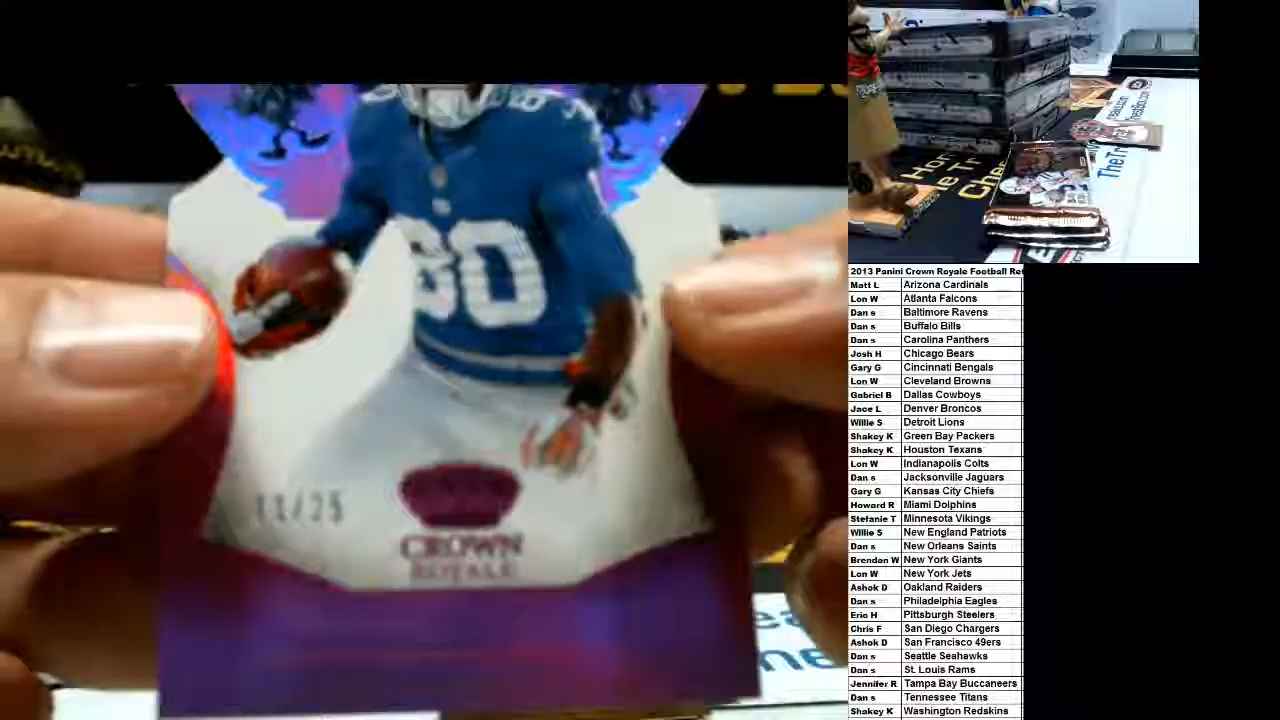 80
80
/25
CROWN
ROYALE
2013 Panini Crown Royale Football Re
Matt L Arizona Cardinals
Lon W Atlanta Falcons
Dan s Baltimore Ravens
Dan s Buffalo Bills
Dan s Carolina Panthers
Josh H Chicago Bears
Gary G Cincinnati Bengals
Lon W Cleveland Browns
Gabriel B Dallas Cowboys
Jace L Denver Broncos
Willie S Detroit Lions
Shakey K Green Bay Packers
Shakey K Houston Texans
Lon W Indianapolis Colts
Dan s Jacksonville Jaguars
Gary G Kansas City Chiefs
Howard R Miami Dolphins
Stefanie T Minnesota Vikings
Willie S New England Patriots
Dan s New Orleans Saints
Brendan W New York Giants
Lon W New York Jets
Ashok D Oakland Raiders
Dan s Philadelphia Eagles
Eric H Pittsburgh Steelers
Chris F San Diego Chargers
Ashok D San Francisco 49ers
Dan s Seattle Seahawks
Dan s St. Louis Rams
Jennifer R Tampa Bay Buccaneers
Dan s Tennessee Titans
Shakey K Washington Redskins